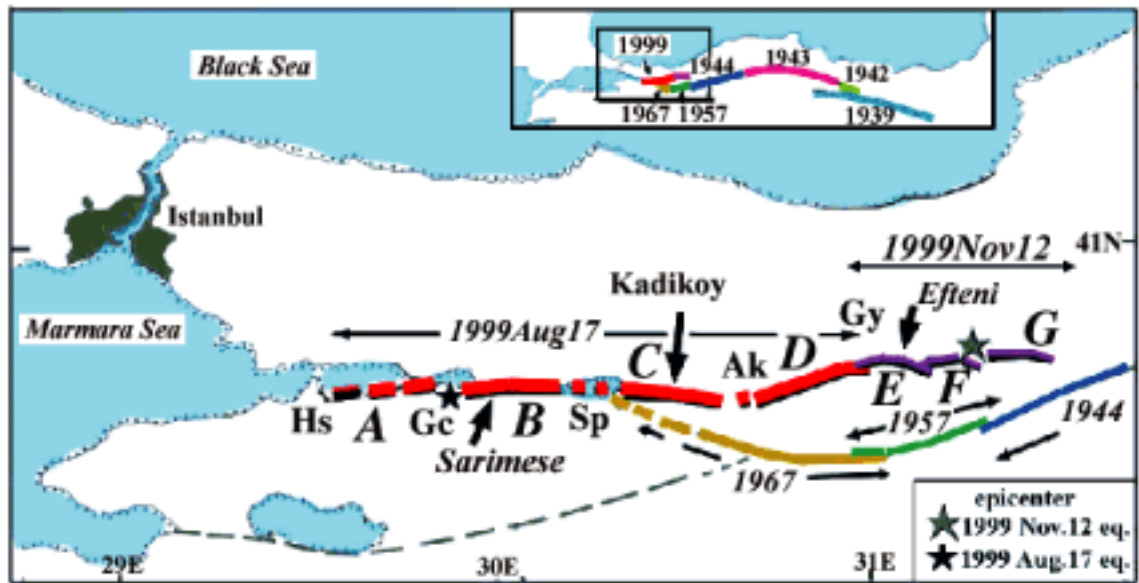 Black Sea
1999
1944
1943
1942
1967
1957
1939
Istanbul
41N
1999Nov12
Kadikoy
Efteni
Marmara Sea
1999Aug17
Gy
G
C
Ak
D
E
F
Hs
A
Gc
B
Sp
1957
1944
Sarimese
1967
epicenter
1999 Nov.12 eq.
1999 Aug.17 eq.
29E
30E
31E